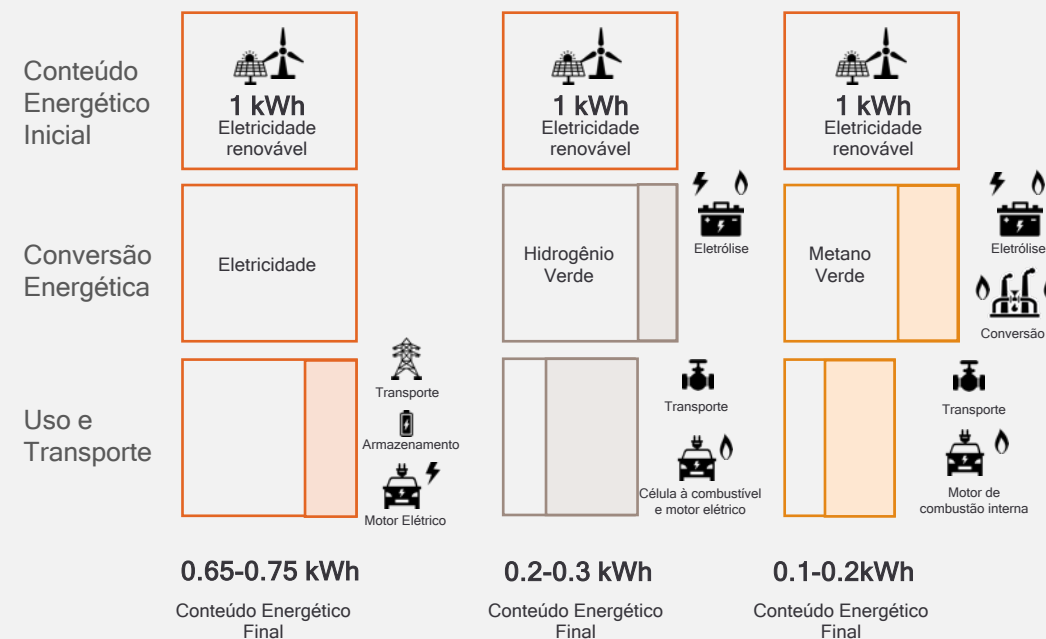 Conteúdo
Energético
Inicial
1 kWh
Eletricidade
renovável
1 kWh
Eletricidade
renovável
1 kWh
Eletricidade
renovável
Conversão
Energética
Eletricidade
Hidrogênio
Verde
Eletrólise
Metano
Verde
Eletrólise
Conversão
Uso e
Transporte
Transporte
Armazenamento
Motor Elétrico
Transporte
Célula à combustível
e motor elétrico
Transporte
Motor de
combustão interna
0.65-0.75 kWh
Conteúdo Energético
Final
0.2-0.3 kWh
Conteúdo Energético
Final
0.1-0.2kWh
Conteúdo Energético
Final